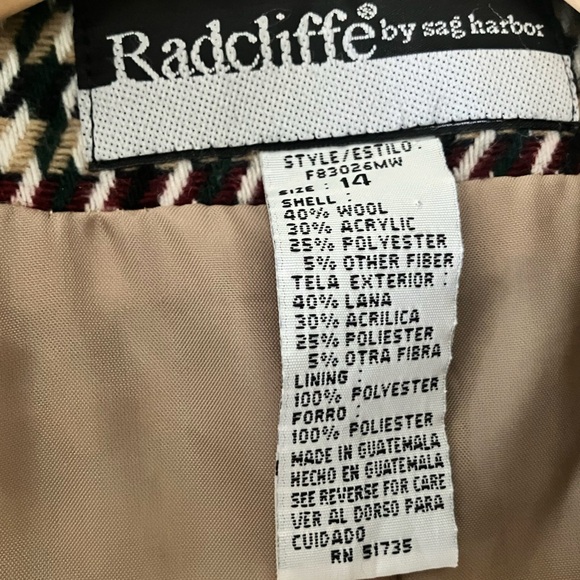 Radcliffe® by sag harbor
STYLE/ESTILO:
F83026MW
SIZE: 14
SHELL:
40% WOOL
30% ACRYLIC
25% POLYESTER
5% OTHER FIBER
TELA EXTERIOR:
40% LANA
30% ACRILICA
25% POLIESTER
5% OTRA FIBRA
LINING:
100% POLYESTER
FORRO:
100% POLIESTER
MADE IN GUATEMALA
HECHO EN GUATEMALA
SEE REVERSE FOR CARE
VER AL DORSO PARA
CUIDADO
RN 51735